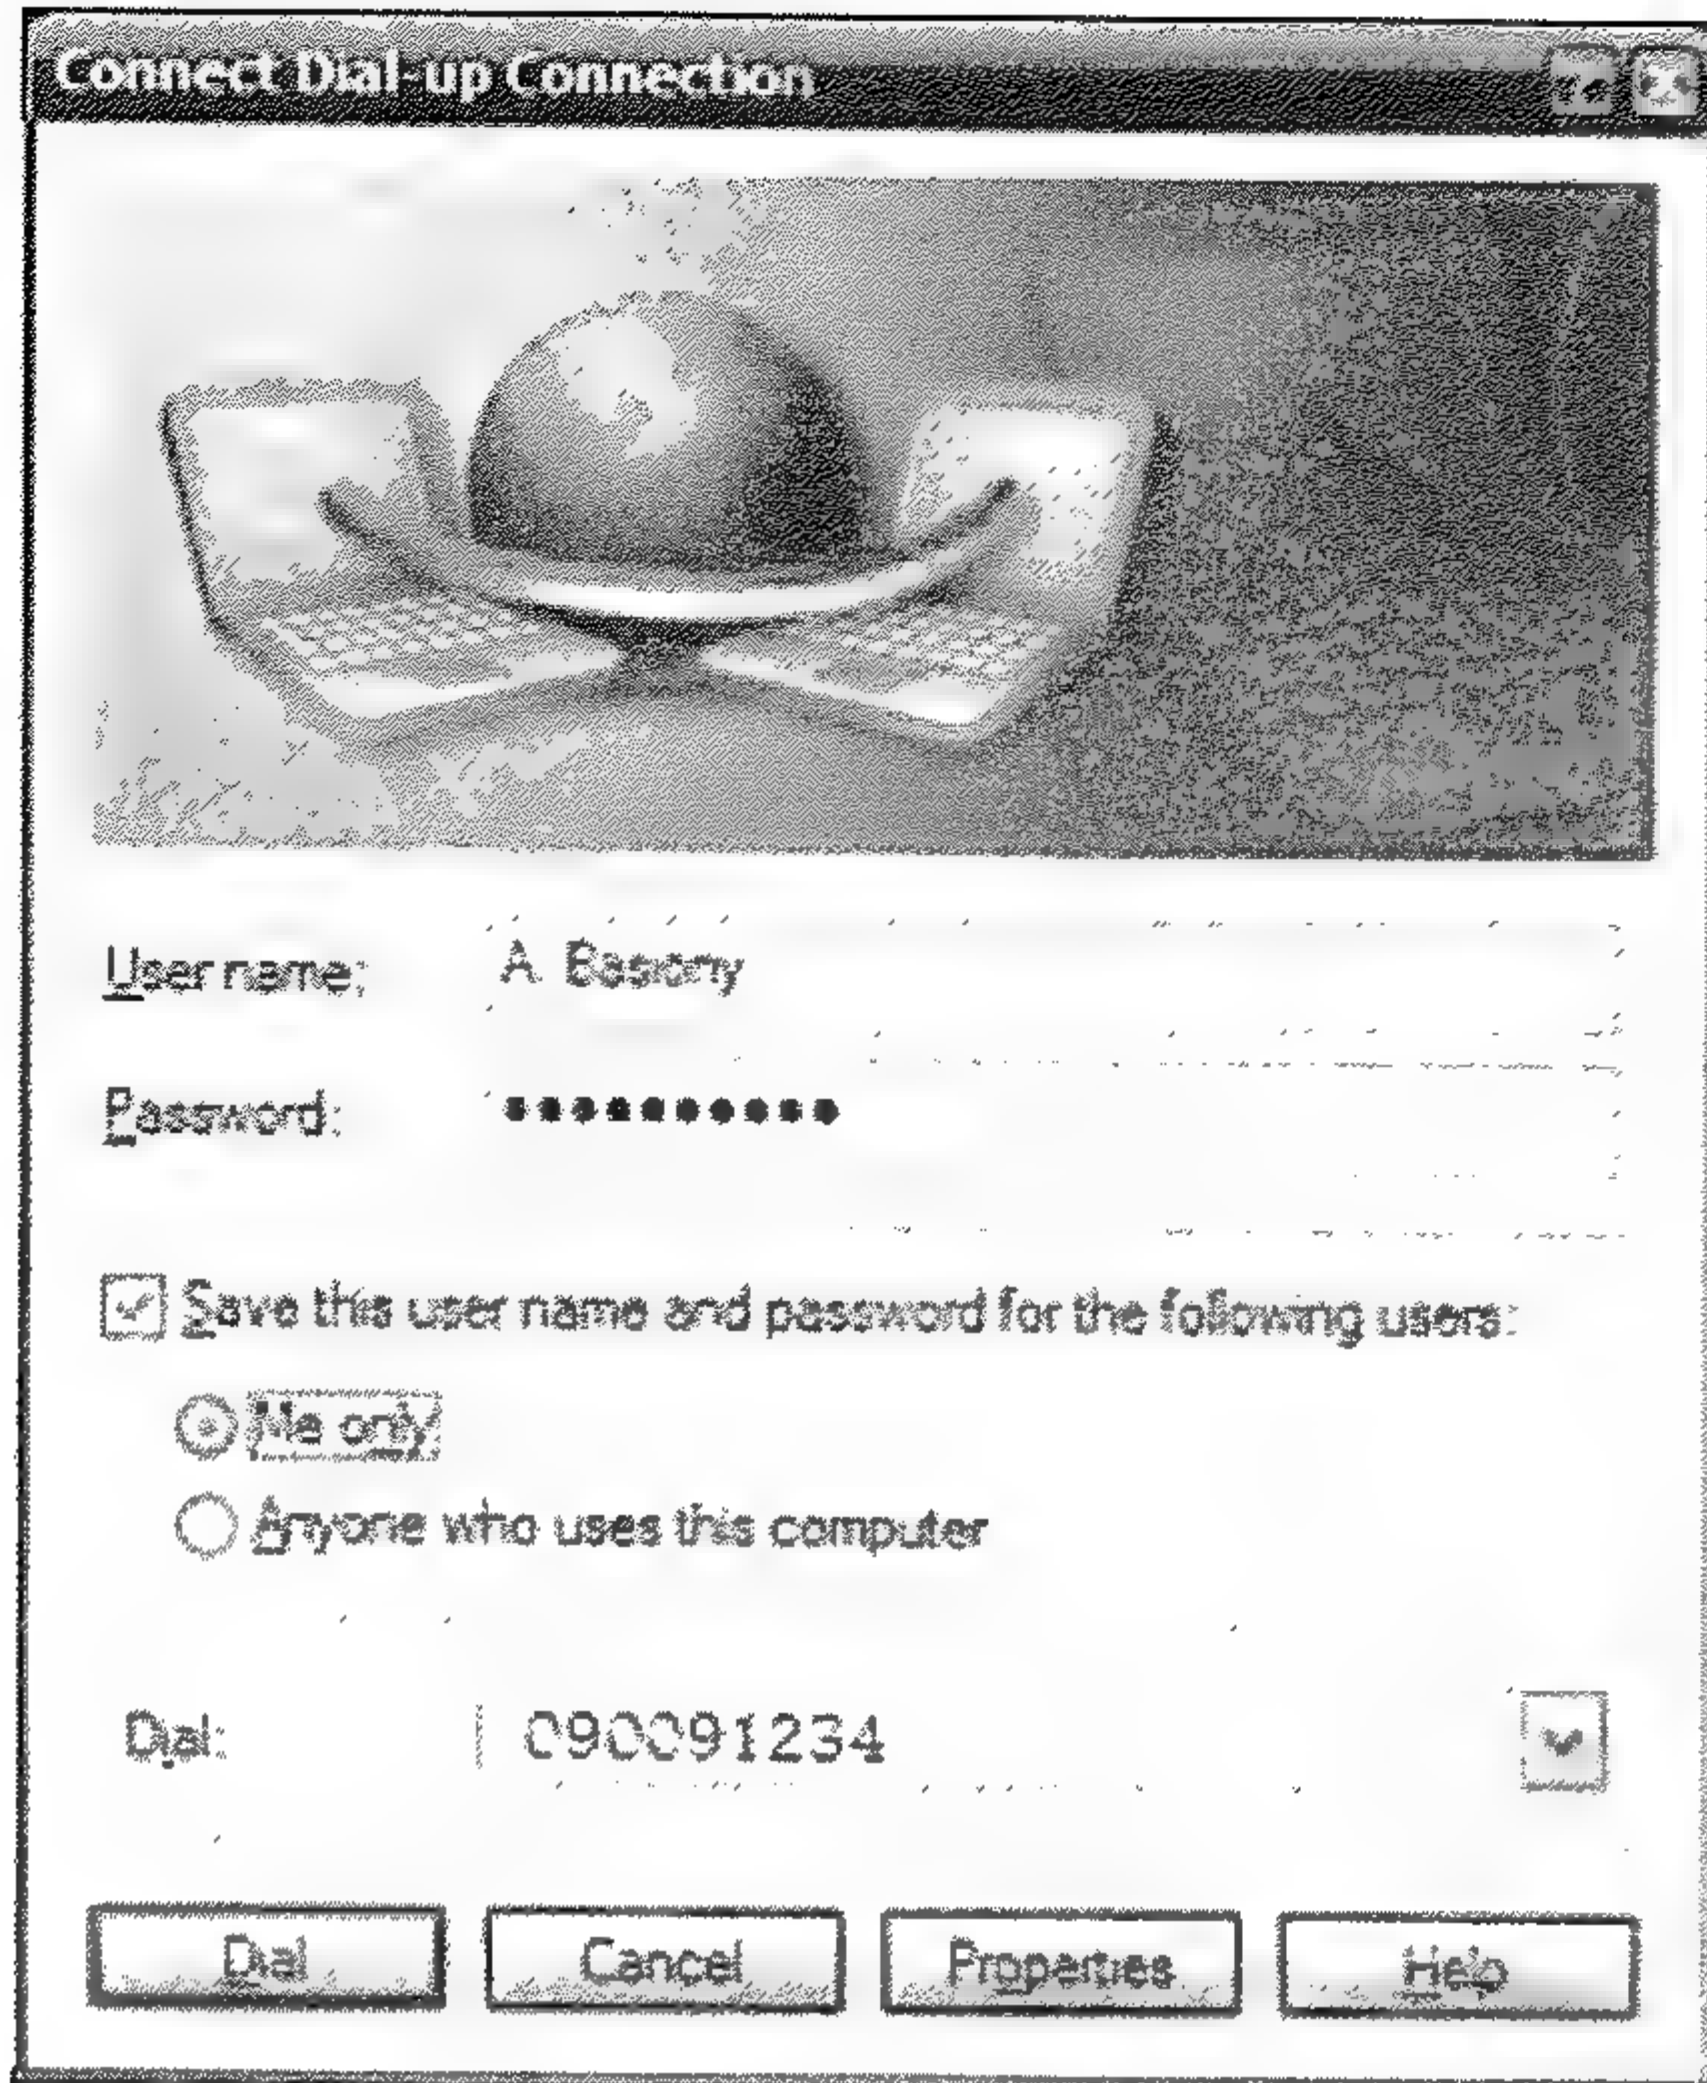 Connect Dial-up Connection
User name: A. Basiony
Password: ●●●●●●●●●●
Save this user name and password for the following users:
Me only
Anyone who uses this computer
Dial: 090091234
Dial Cancel Properties Help